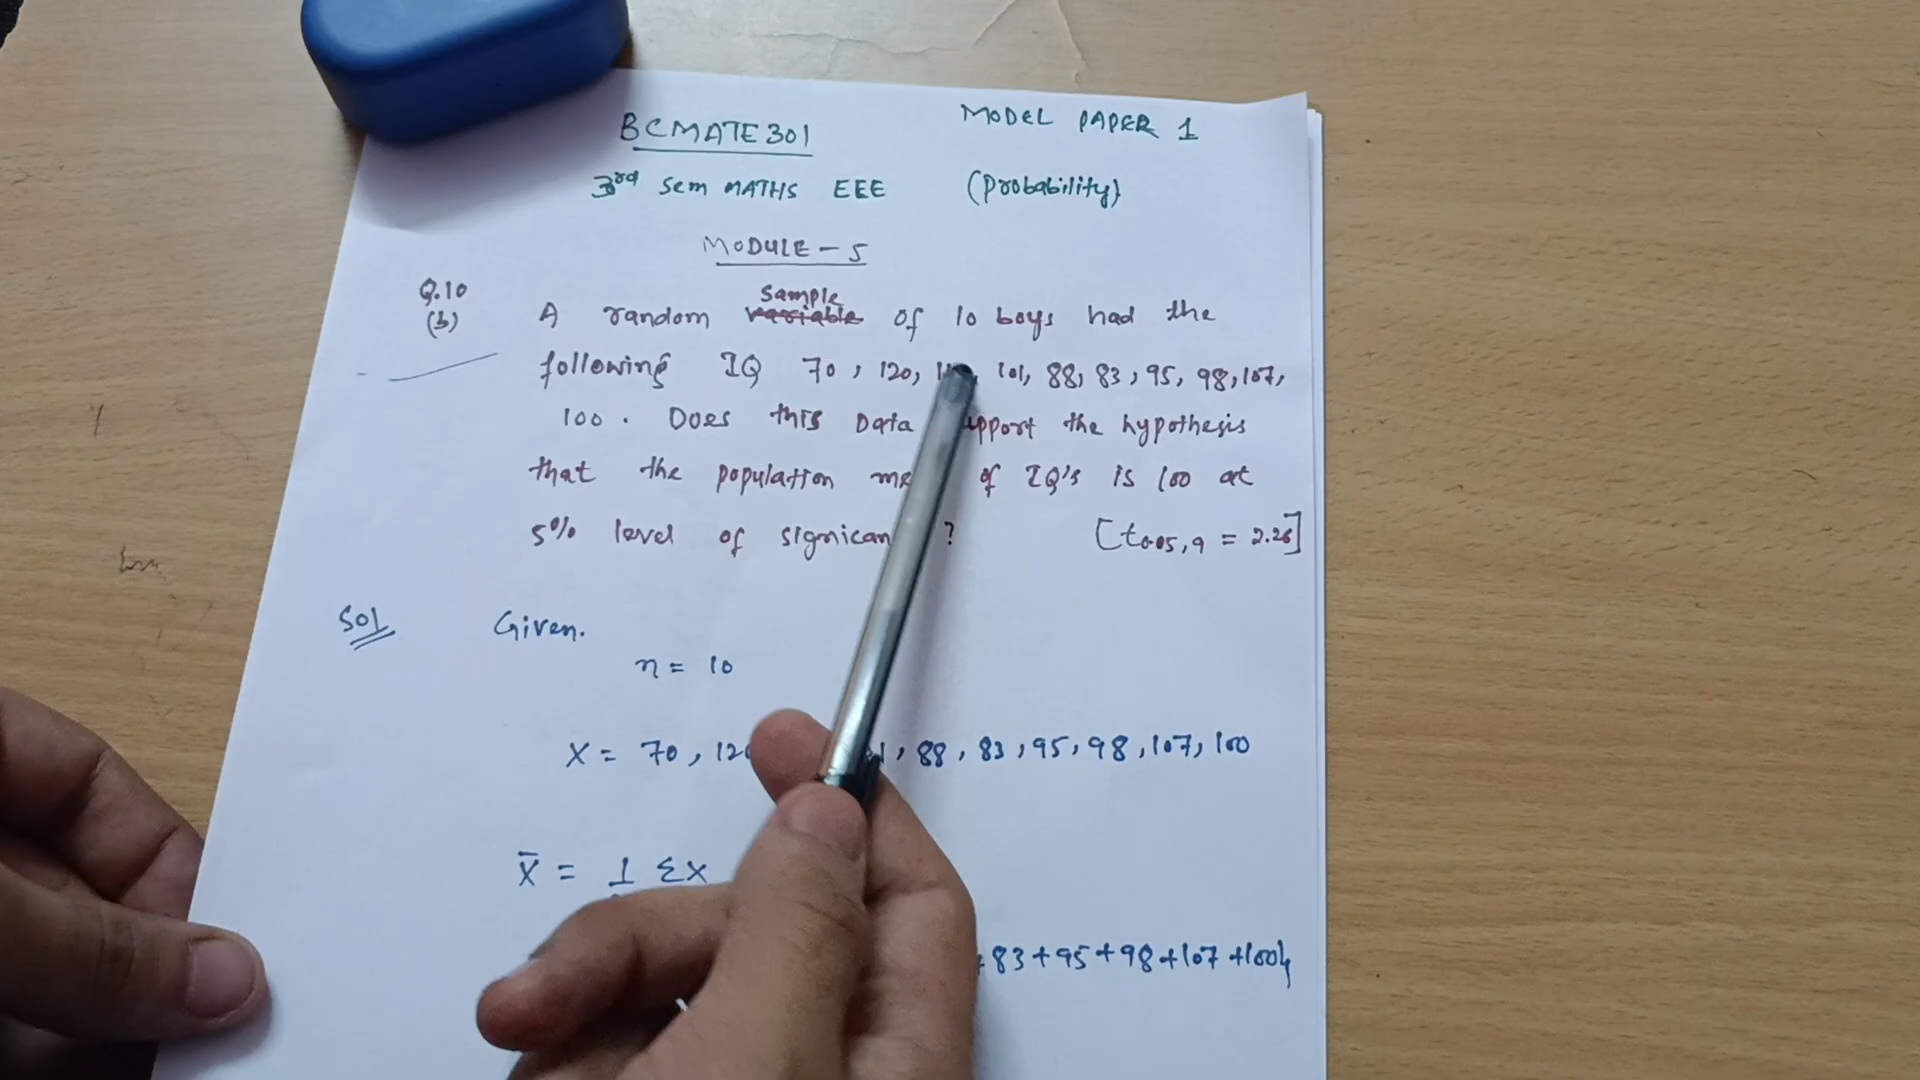 BCMATE301 MODEL PAPER 1
3rd Sem MATHS EEE (Probability)
MODULE - 5
Q.10 A random sample variable of 10 boys had the
(b)
following IQ 70, 120, 101, 88, 83, 95, 98, 107,
100. Does this Data the hypothesis
that the population of IQ's is 100 at
5% level of ? [t0.05,9 = 2.26]
Sol Given.
n = 10
X = 70, 88, 83, 95, 98, 107, 100
X̄ = 1 ΣX
+83+95+98+107+100}